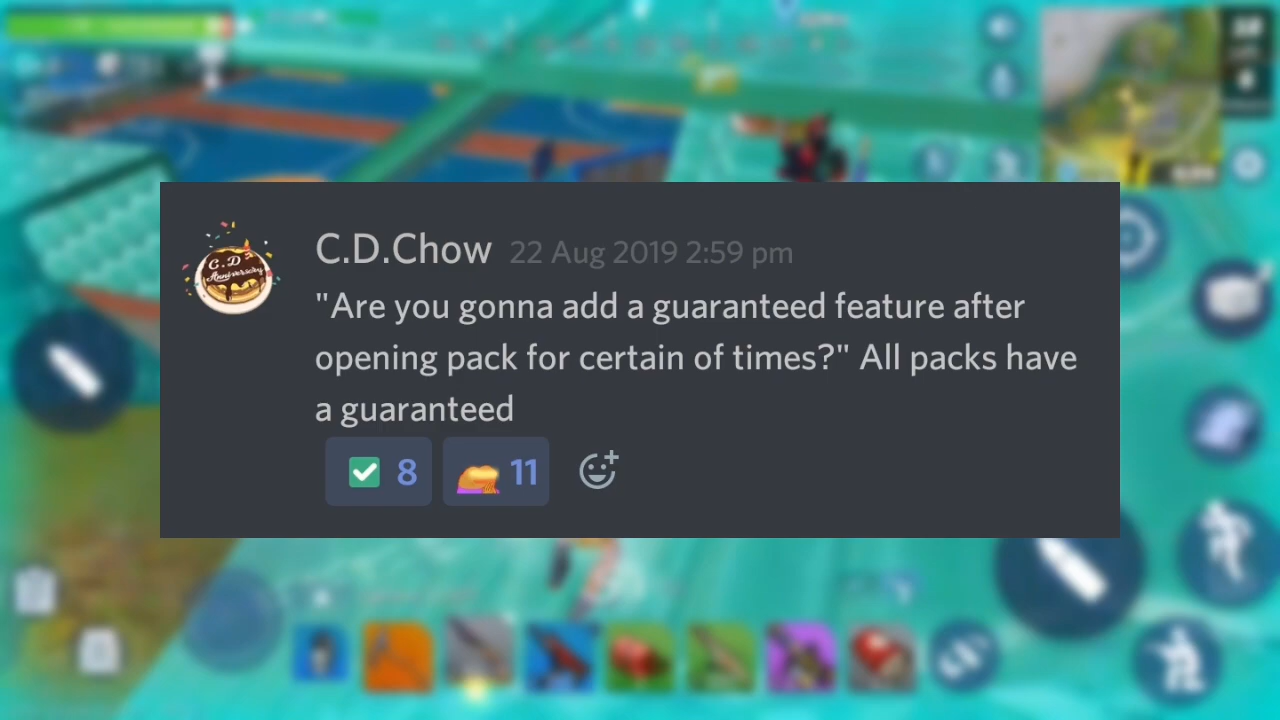 C.D
Anniversary
C.D.Chow 22 Aug 2019 2:59 pm
"Are you gonna add a guaranteed feature after
opening pack for certain of times?" All packs have
a guaranteed
8 11